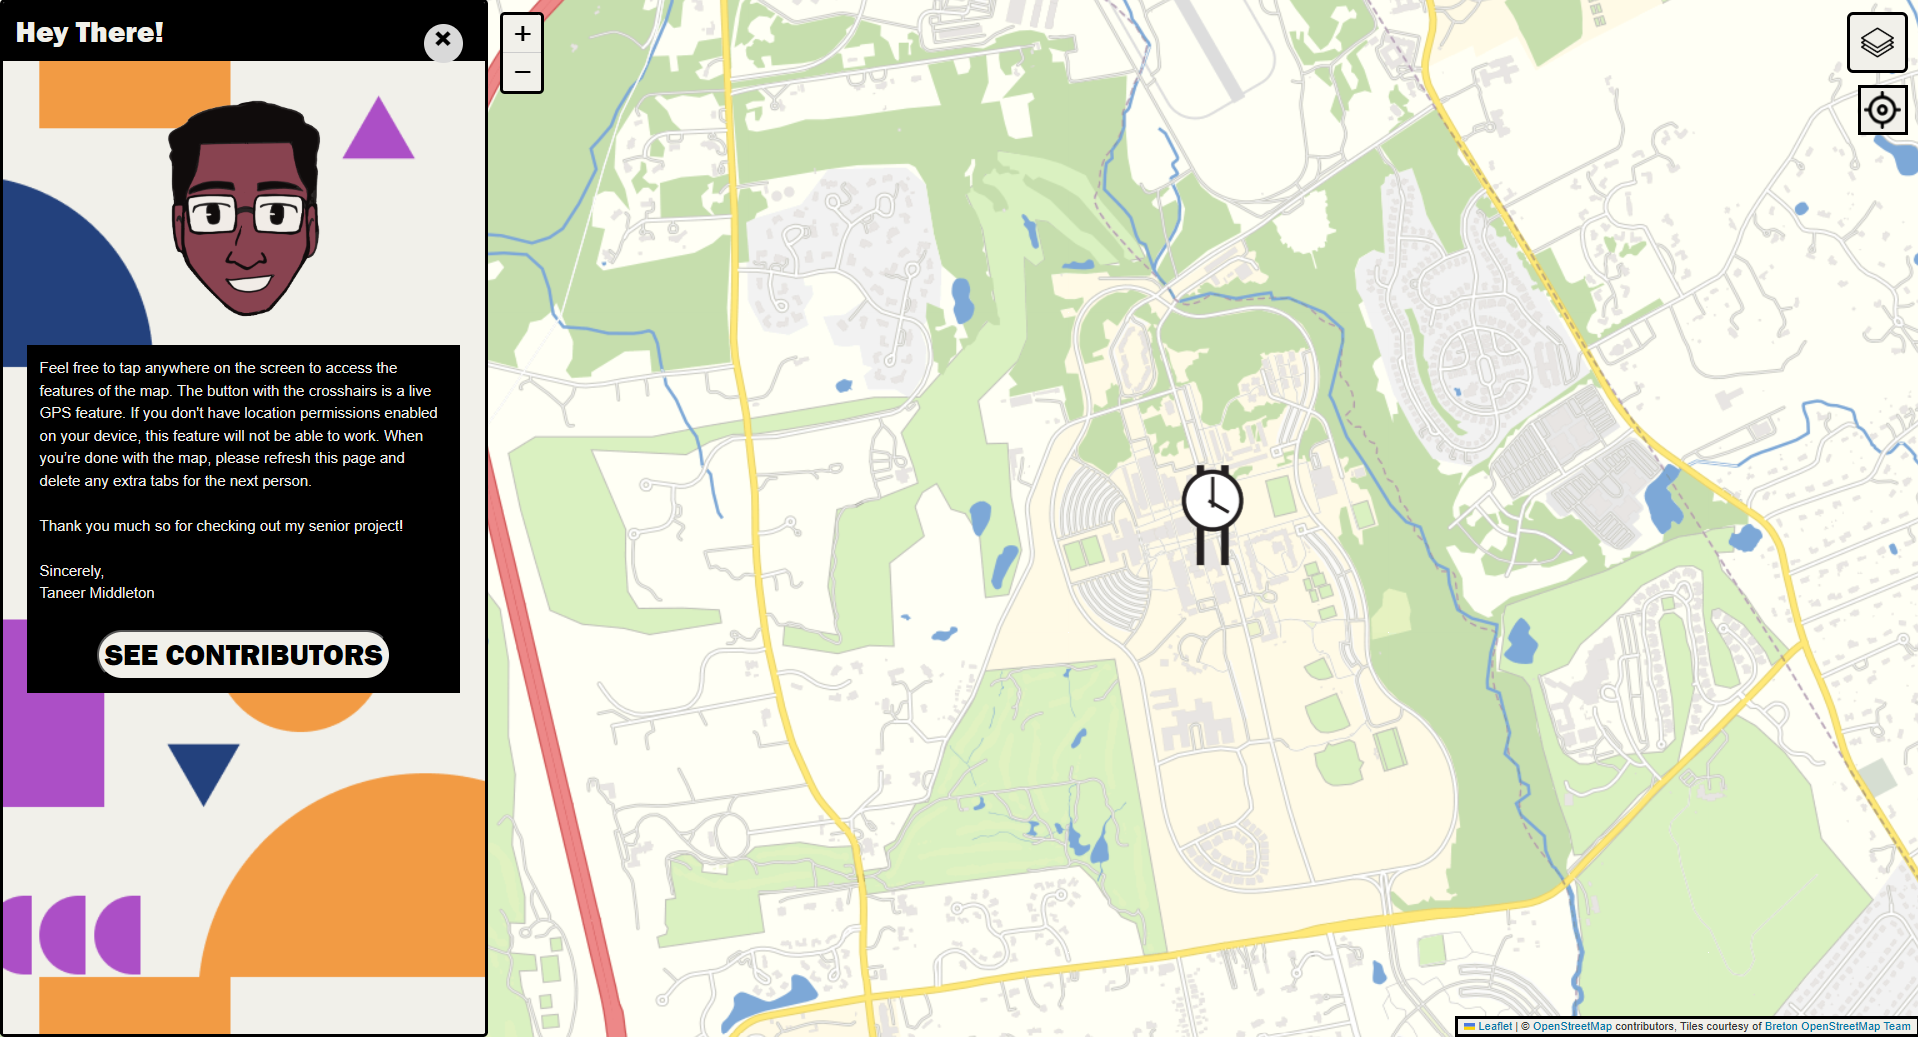 Hey There!
Feel free to tap anywhere on the screen to access the
features of the map. The button with the crosshairs is a live
GPS feature. If you don't have location permissions enabled
on your device, this feature will not be able to work. When
you're done with the map, please refresh this page and
delete any extra tabs for the next person.
Thank you much so for checking out my senior project!
Sincerely,
Taneer Middleton
SEE CONTRIBUTORS
+
−
Leaflet | © OpenStreetMap contributors, Tiles courtesy of Breton OpenStreetMap Team